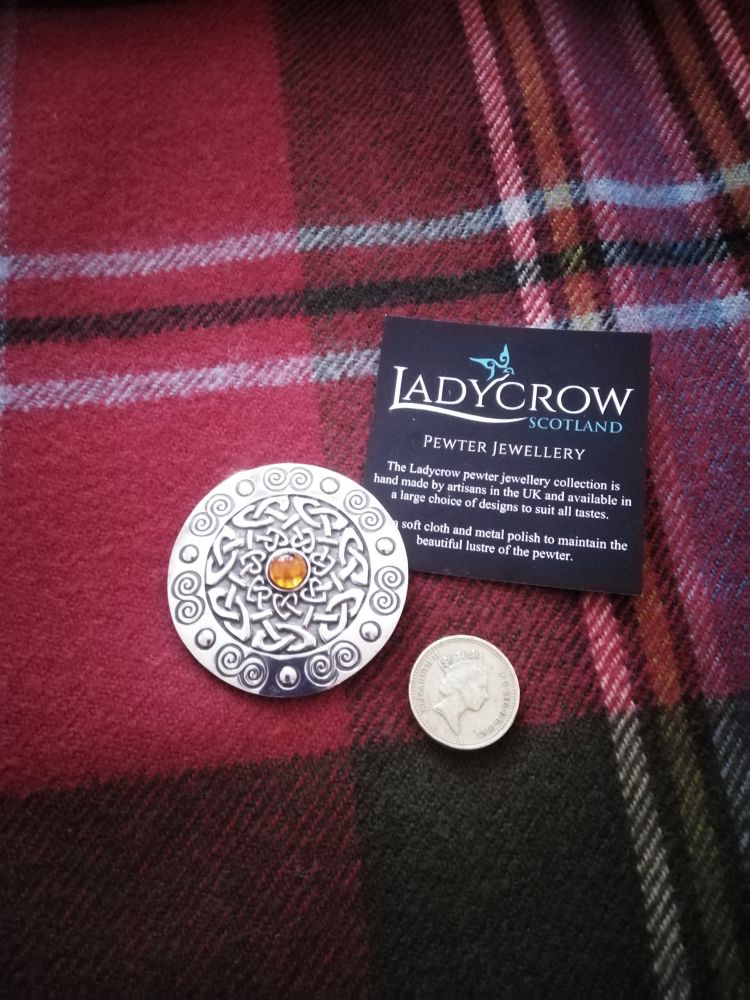 LADYCROW
SCOTLAND
PEWTER JEWELLERY
The Ladycrow pewter jewellery collection is
hand made by artisans in the UK and available in
a large choice of designs to suit all tastes.
soft cloth and metal polish to maintain the
beautiful lustre of the pewter.